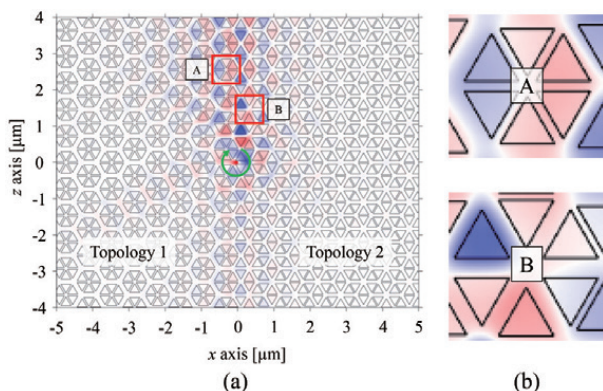 4
3
2
1
0
-1
-2
-3
-4
z axis [μm]
A
B
Topology 1
Topology 2
-5 -4 -3 -2 -1 0 1 2 3 4 5
x axis [μm]
(a)
A
B
(b)